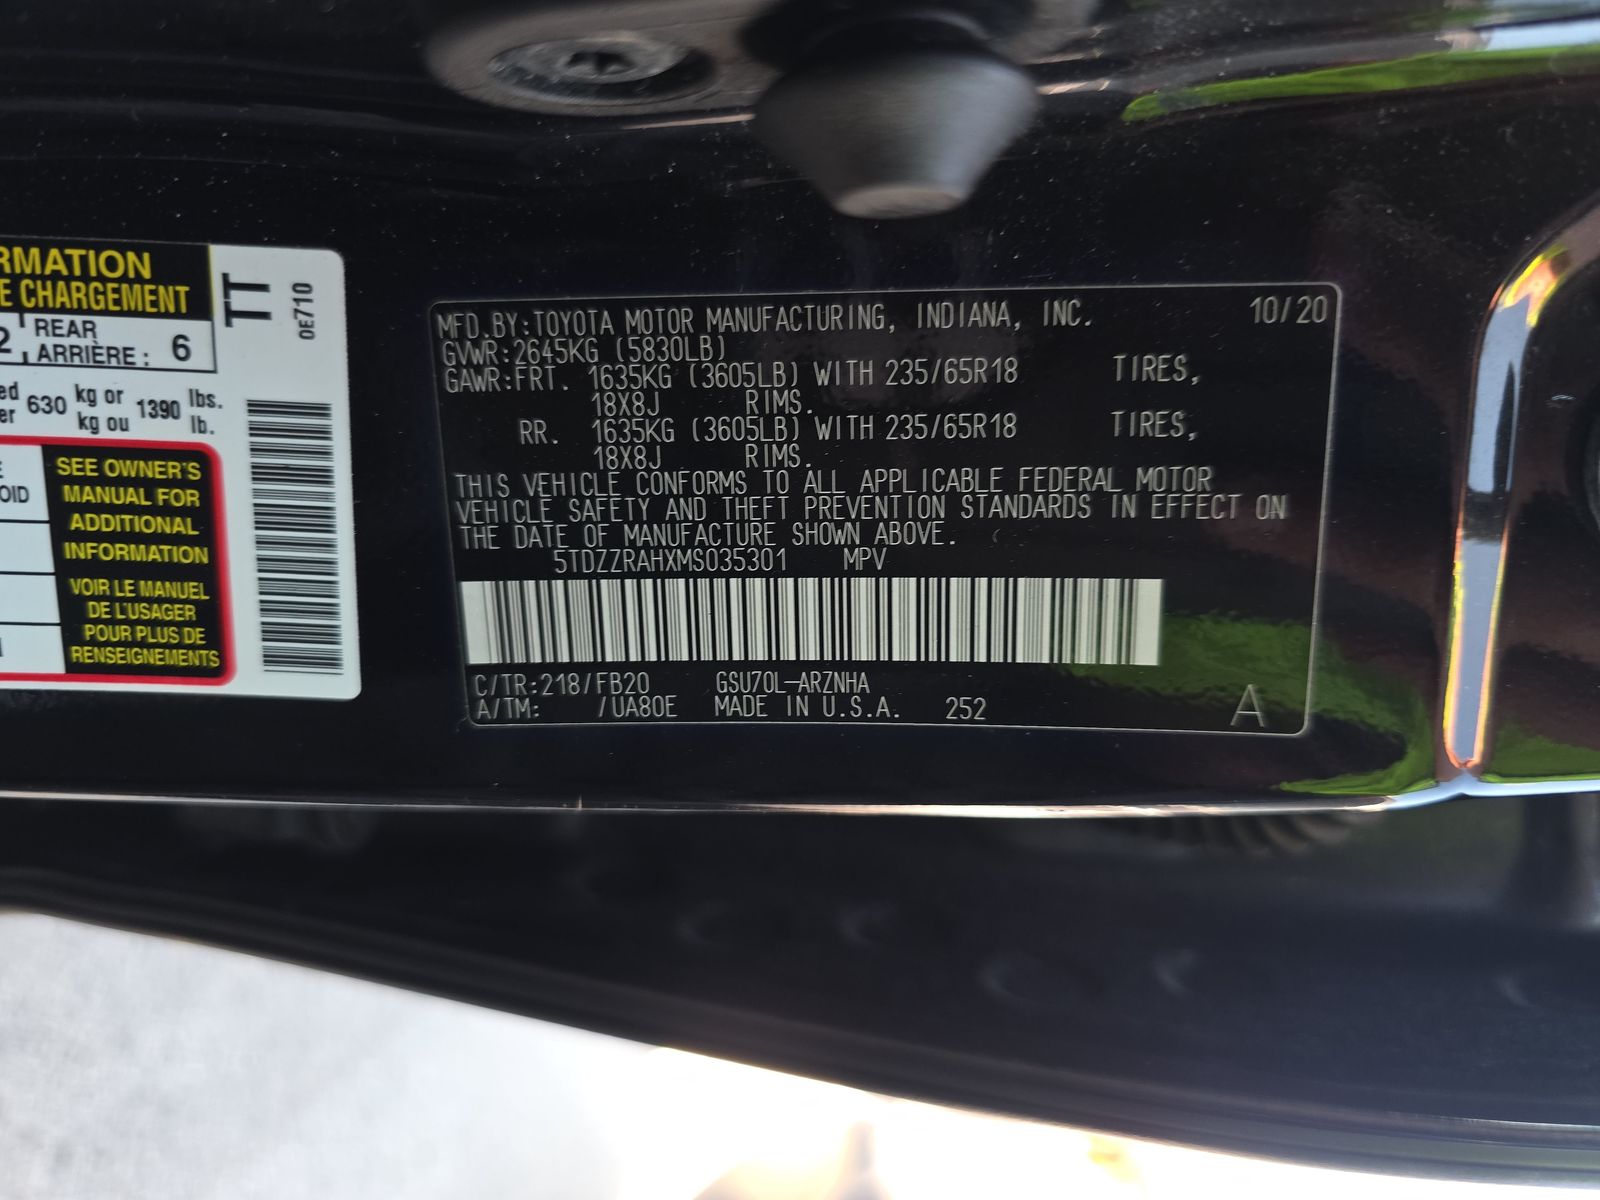 RMATION
E CHARGEMENT
2 REAR
ARRIÈRE : 6
ed 630 kg or 1390 lbs.
er kg ou lb.
OID
SEE OWNER'S
MANUAL FOR
ADDITIONAL
INFORMATION
VOIR LE MANUEL
DE L'USAGER
POUR PLUS DE
RENSEIGNEMENTS
TT
0E710
MFD.BY:TOYOTA MOTOR MANUFACTURING, INDIANA, INC. 10/20
GVWR:2645KG (5830LB)
GAWR:FRT. 1635KG (3605LB) WITH 235/65R18 TIRES,
18X8J RIMS.
RR. 1635KG (3605LB) WITH 235/65R18 TIRES,
18X8J RIMS.
THIS VEHICLE CONFORMS TO ALL APPLICABLE FEDERAL MOTOR
VEHICLE SAFETY AND THEFT PREVENTION STANDARDS IN EFFECT ON
THE DATE OF MANUFACTURE SHOWN ABOVE.
5TDZZRAHXMS035301 MPV
C/TR:218/FB20 GSU70L-ARZNHA
A/TM: /UA80E MADE IN U.S.A. 252 A